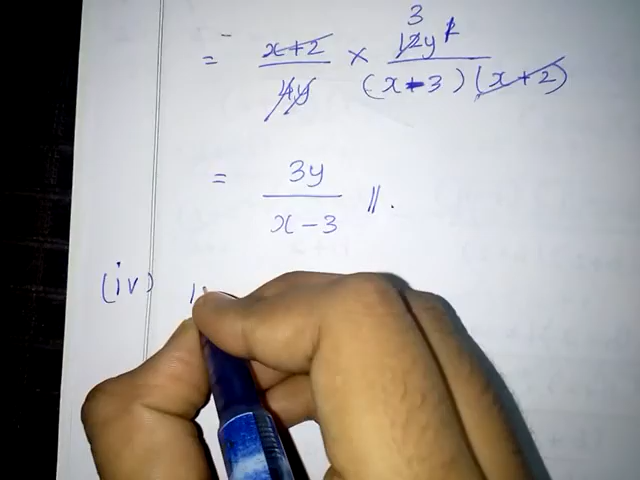 3
= x+2 / 4y × 12y² / (x-3) (x+2)
= 3y / x-3 //.
(iv)